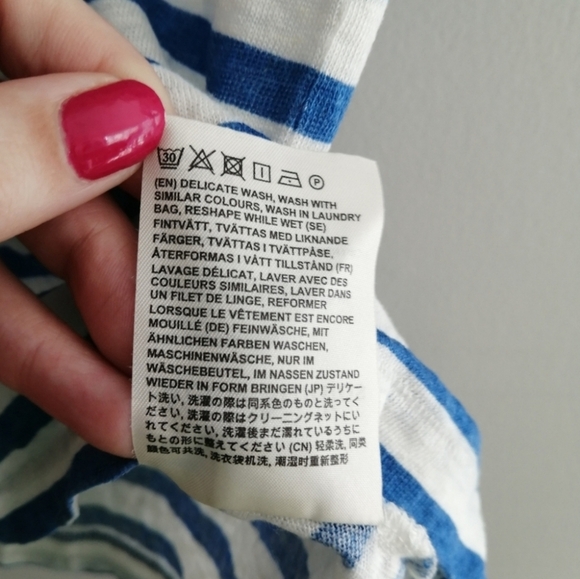 30 P
(EN) DELICATE WASH, WASH WITH
SIMILAR COLOURS, WASH IN LAUNDRY
BAG, RESHAPE WHILE WET (SE)
FINTVÄTT, TVÄTTAS MED LIKNANDE
FÄRGER, TVÄTTAS I TVÄTTPÅSE,
ÅTERFORMAS I VÅTT TILLSTÅND (FR)
LAVAGE DÉLICAT, LAVER AVEC DES
COULEURS SIMILAIRES, LAVER DANS
UN FILET DE LINGE, REFORMER
LORSQUE LE VÊTEMENT EST ENCORE
MOUILLÉ (DE) FEINWÄSCHE, MIT
ÄHNLICHEN FARBEN WASCHEN,
MASCHINENWÄSCHE, NUR IM
WÄSCHEBEUTEL, IM NASSEN ZUSTAND
WIEDER IN FORM BRINGEN (JP) デリケー
ト洗い, 洗濯の際は同系色のものと洗ってく
ださい, 洗濯の際はクリーニングネットにい
れてください, 洗濯後まだ濡れているうちに
もとの形に整えてください (CN) 轻柔洗, 同类
颜色可共洗, 洗衣袋机洗, 潮湿时重新整形